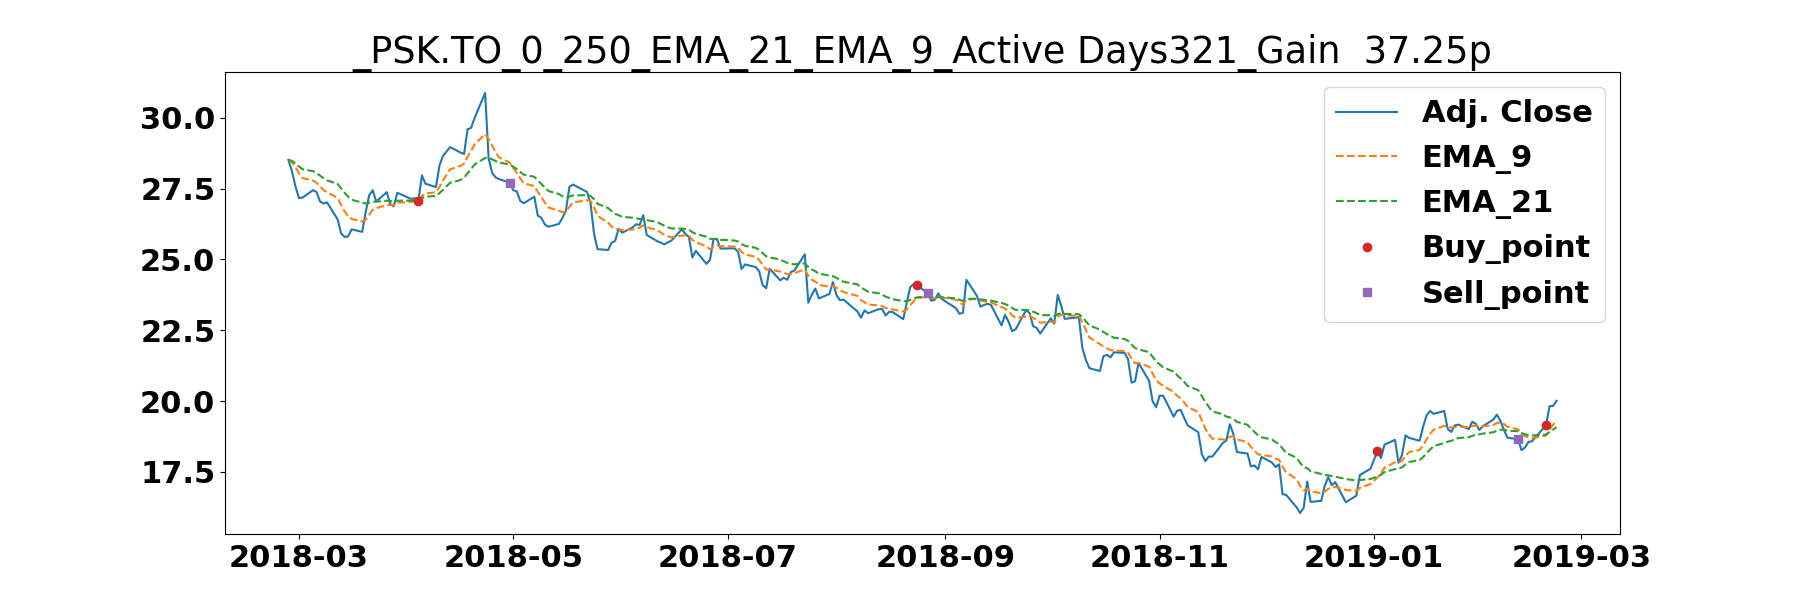 _PSK.TO_0_250_EMA_21_EMA_9_Active Days321_Gain  37.25p
30.0
27.5
25.0
22.5
20.0
17.5
Adj. Close
EMA_9
EMA_21
Buy_point
Sell_point
2018-03 2018-05 2018-07 2018-09 2018-11 2019-01 2019-03